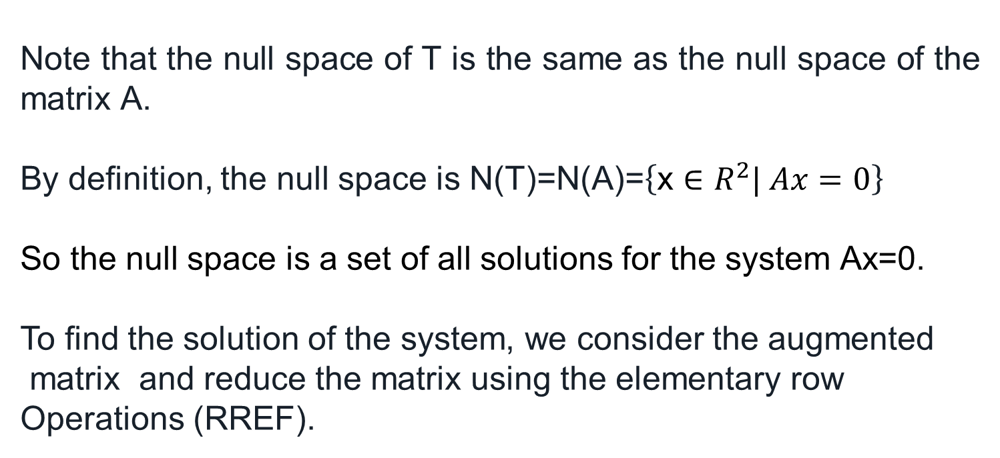 Note that the null space of T is the same as the null space of the
matrix A.
By definition, the null space is N(T)=N(A)={x ∈ R²| Ax = 0}
So the null space is a set of all solutions for the system Ax=0.
To find the solution of the system, we consider the augmented
matrix and reduce the matrix using the elementary row
Operations (RREF).